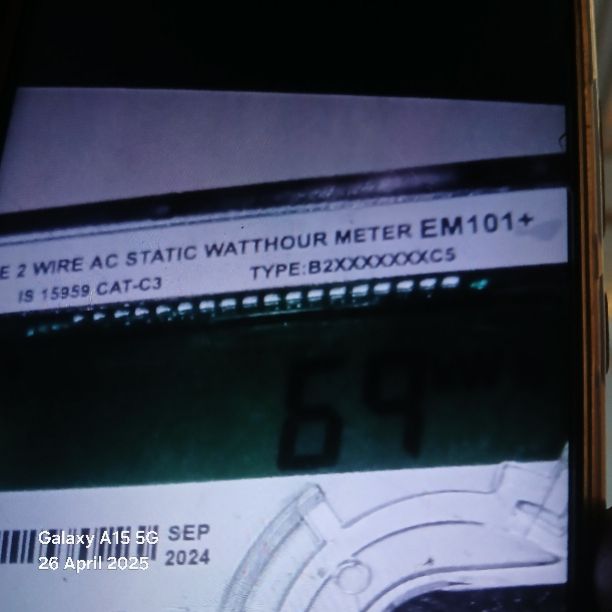 E 2 WIRE AC STATIC WATTHOUR METER EM101+
IS 15959 CAT-C3 TYPE:B2XXXXXXXC5
69
SEP
2024
Galaxy A15 5G
26 April 2025